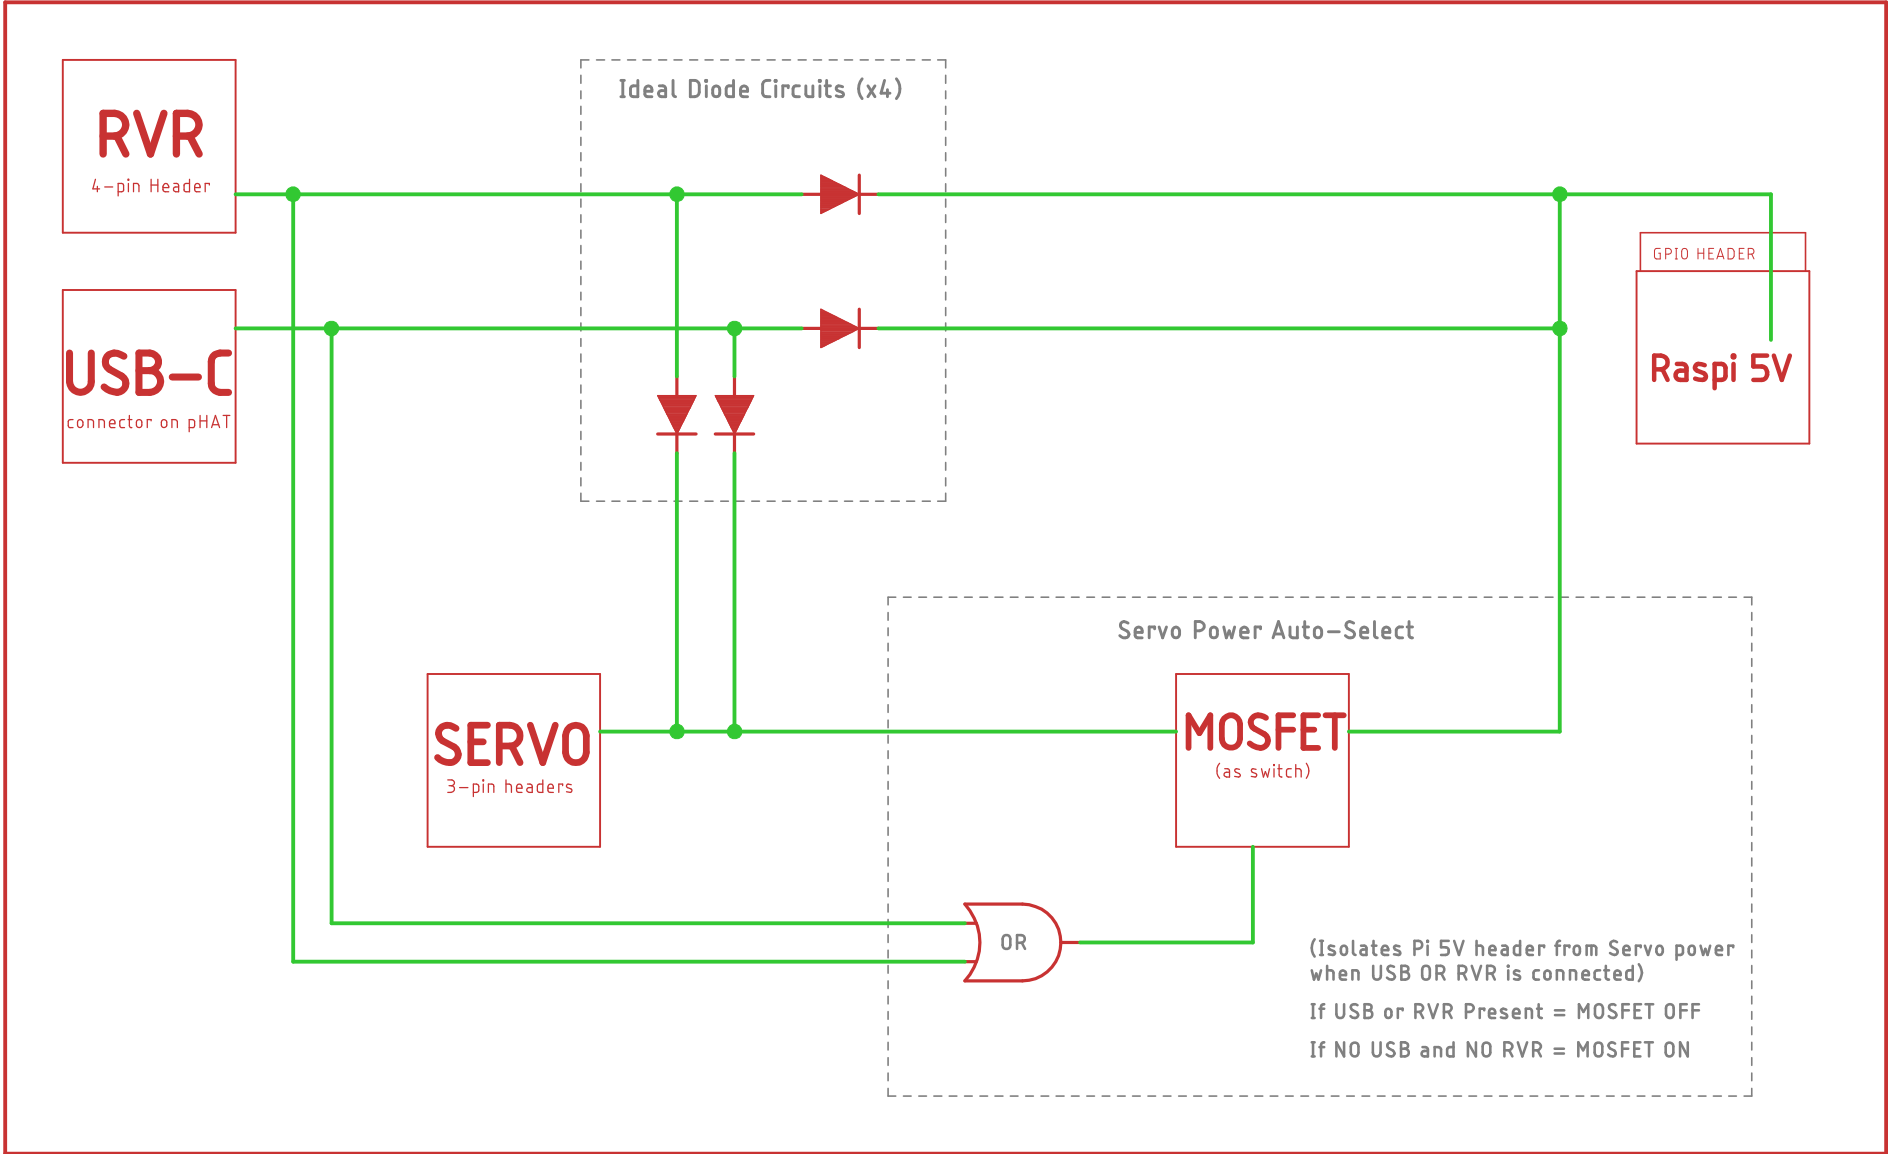 Ideal Diode Circuits (x4)
RVR
4-pin Header
GPIO HEADER
USB-C
connector on pHAT
Raspi 5V
Servo Power Auto-Select
SERVO
3-pin headers
MOSFET
(as switch)
OR
(Isolates Pi 5V header from Servo power
when USB OR RVR is connected)
If USB or RVR Present = MOSFET OFF
If NO USB and NO RVR = MOSFET ON